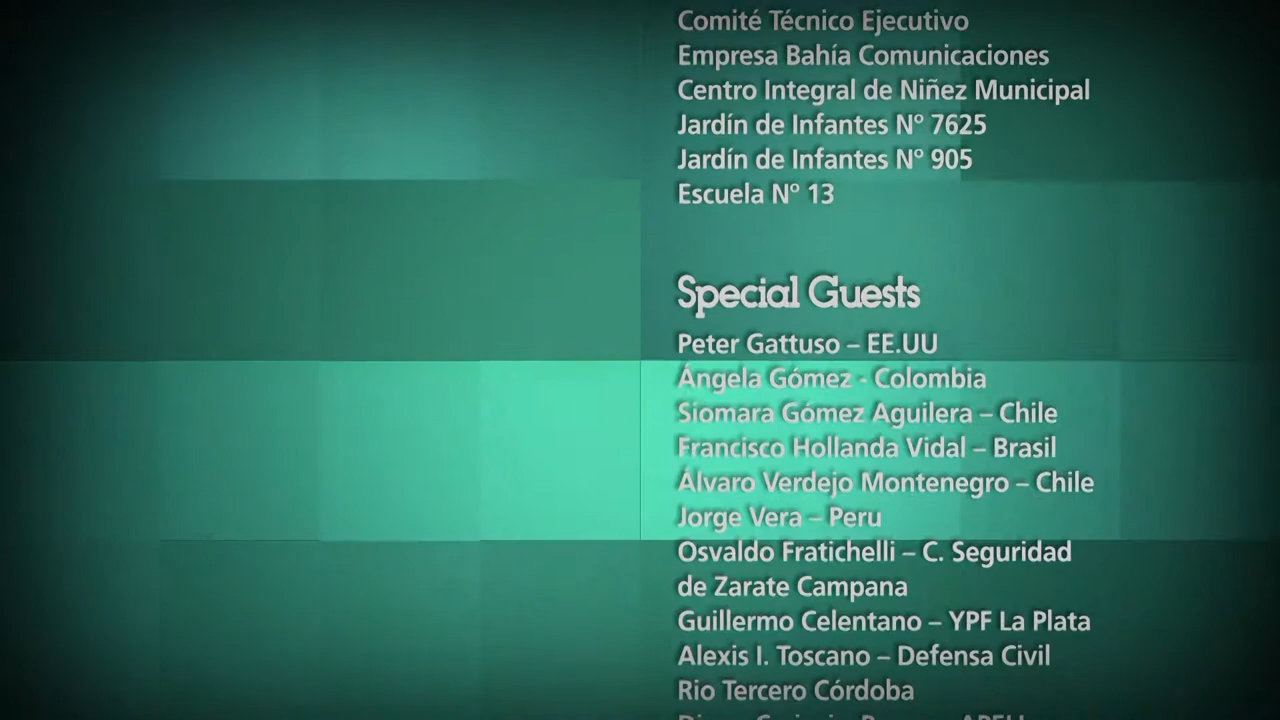 Comité Técnico Ejecutivo
Empresa Bahía Comunicaciones
Centro Integral de Niñez Municipal
Jardín de Infantes Nº 7625
Jardín de Infantes Nº 905
Escuela Nº 13
Special Guests
Peter Gattuso – EE.UU
Ángela Gómez - Colombia
Siomara Gómez Aguilera – Chile
Francisco Hollanda Vidal – Brasil
Álvaro Verdejo Montenegro – Chile
Jorge Vera – Peru
Osvaldo Fratichelli – C. Seguridad
de Zarate Campana
Guillermo Celentano – YPF La Plata
Alexis I. Toscano – Defensa Civil
Rio Tercero Córdoba